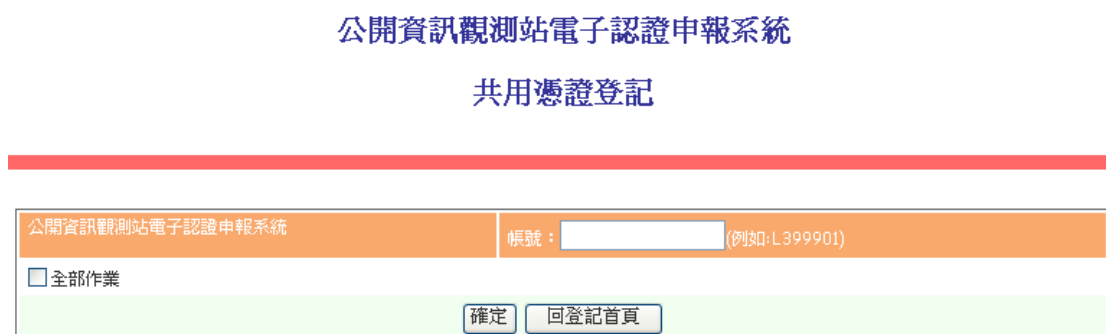 公開資訊觀測站電子認證申報系統
共用憑證登記
公開資訊觀測站電子認證申報系統 帳號：(例如:L399901)
全部作業
確定 回登記首頁